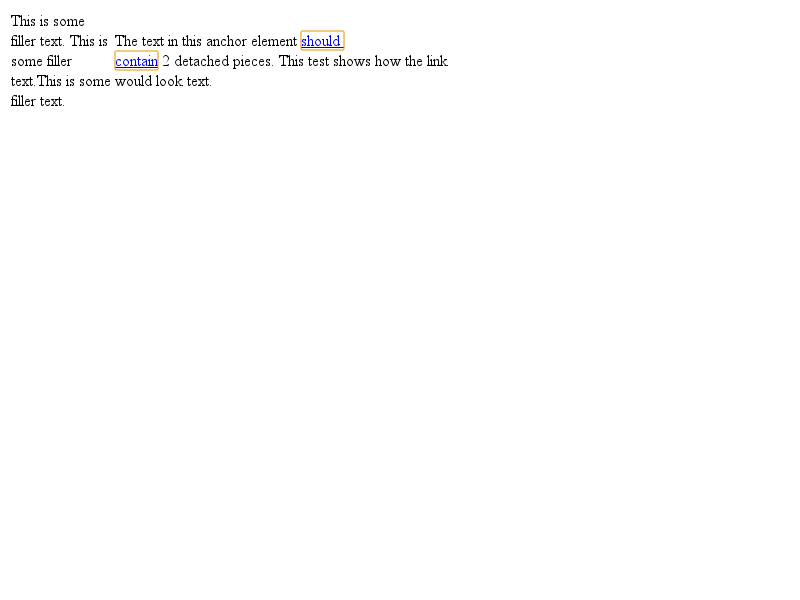 This is some
filler text. This is
some filler
text.This is some
filler text.
The text in this anchor element should
contain 2 detached pieces. This test shows how the link
would look text.